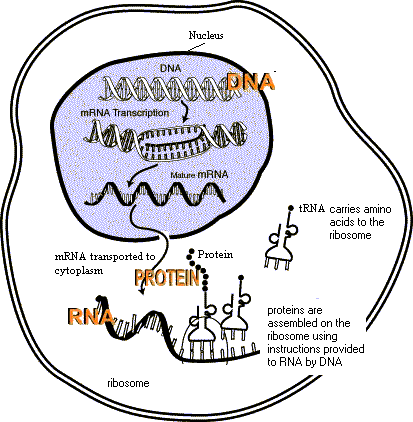 Nucleus
DNA
DNA
mRNA Transcription
Mature mRNA
tRNA carries amino
acids to the
ribosome
mRNA transported to
cytoplasm
Protein
PROTEIN
RNA
proteins are
assembled on the
ribosome using
instructions provided
to RNA by DNA
ribosome